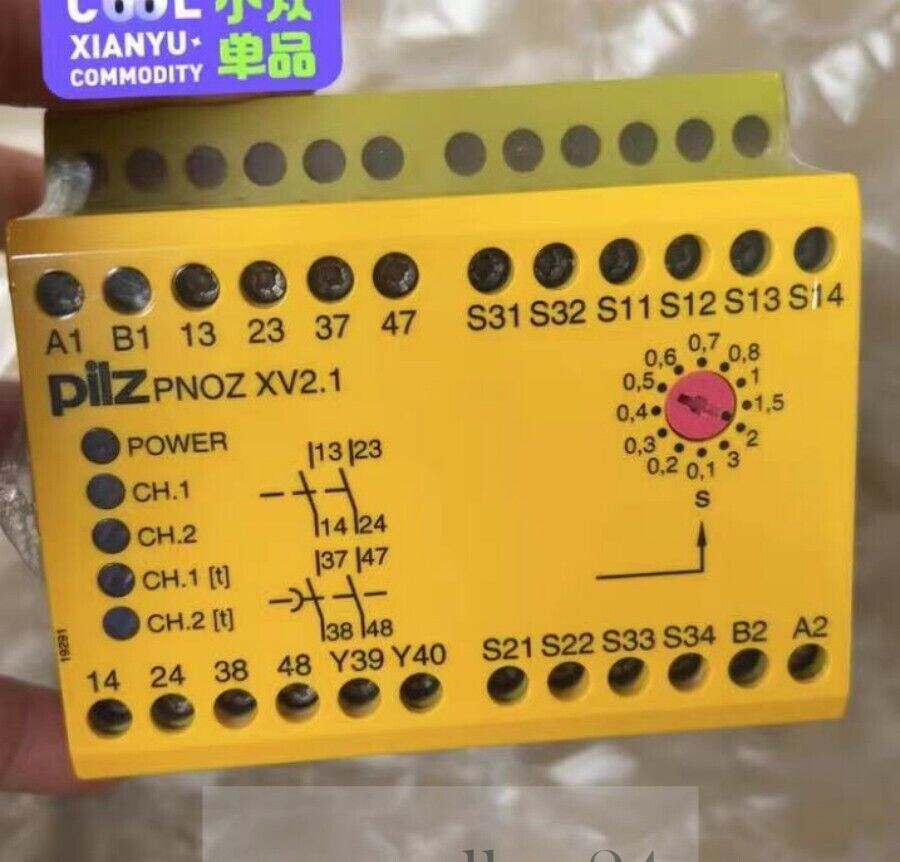 COOL 小众
XIANYU
COMMODITY 单品
A1 B1 13 23 37 47 S31 S32 S11 S12 S13 S14
pilz PNOZ XV2.1
POWER
CH.1
CH.2
CH.1 [t]
CH.2 [t]
13 23
14 24
37 47
38 48
0,1 0,2 0,3 0,4 0,5 0,6 0,7 0,8 1 1,5 2 3
s
19291
14 24 38 48 Y39 Y40 S21 S22 S33 S34 B2 A2